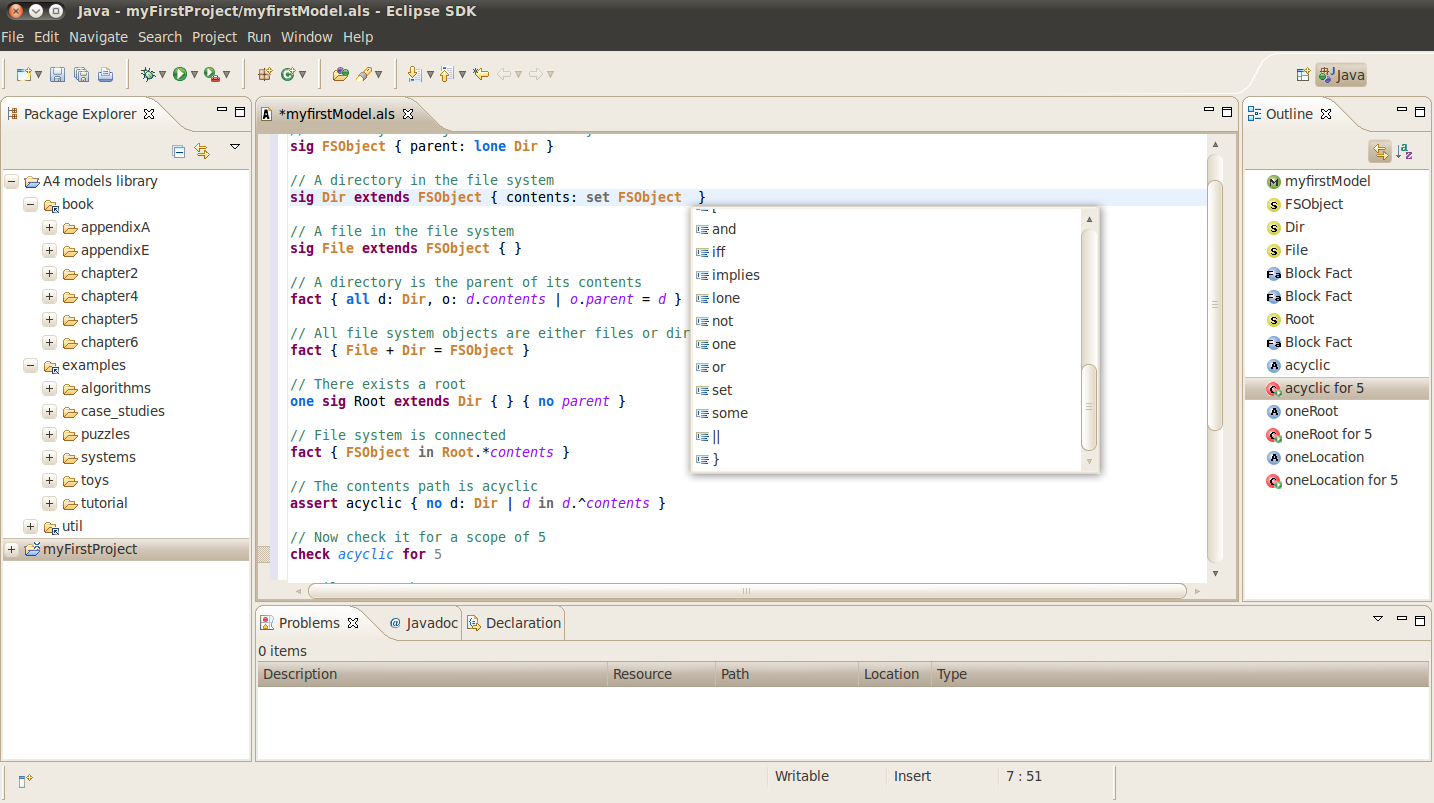 Java - myFirstProject/myfirstModel.als - Eclipse SDK
File Edit Navigate Search Project Run Window Help
Java
Package Explorer
A4 models library
book
appendixA
appendixE
chapter2
chapter4
chapter5
chapter6
examples
algorithms
case_studies
puzzles
systems
toys
tutorial
util
myFirstProject
*myfirstModel.als
sig FSObject { parent: lone Dir }
// A directory in the file system
sig Dir extends FSObject { contents: set FSObject  }
// A file in the file system
sig File extends FSObject { }
// A directory is the parent of its contents
fact { all d: Dir, o: d.contents | o.parent = d }
// All file system objects are either files or dir
fact { File + Dir = FSObject }
// There exists a root
one sig Root extends Dir { } { no parent }
// File system is connected
fact { FSObject in Root.*contents }
// The contents path is acyclic
assert acyclic { no d: Dir | d in d.^contents }
// Now check it for a scope of 5
check acyclic for 5
and
iff
implies
lone
not
one
or
set
some
||
}
Outline
myfirstModel
FSObject
Dir
File
Block Fact
Block Fact
Root
Block Fact
acyclic
acyclic for 5
oneRoot
oneRoot for 5
oneLocation
oneLocation for 5
Problems
@ Javadoc
Declaration
0 items
Description Resource Path Location Type
Writable Insert 7 : 51